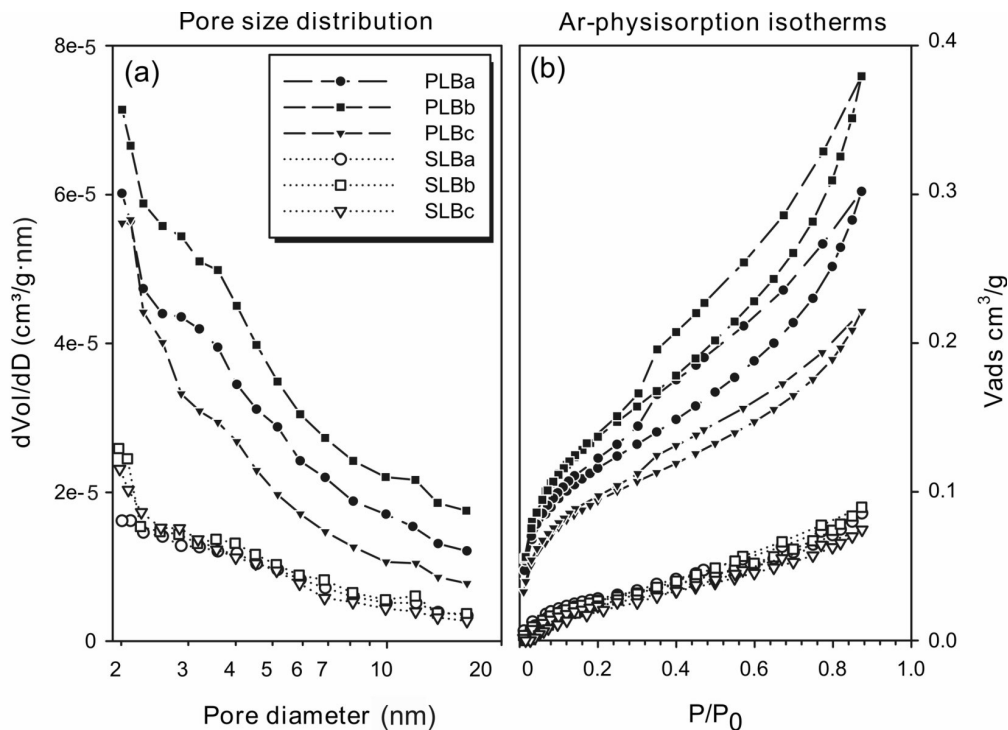 Pore size distribution
Ar-physisorption isotherms
8e-5
6e-5
4e-5
2e-5
0
dVol/dD (cm³/g·nm)
(a)
PLBa
PLBb
PLBc
SLBa
SLBb
SLBc
(b)
0.4
0.3
0.2
0.1
0.0
Vads cm³/g
2
3
4
5
6
7
10
20
0
0.2
0.4
0.6
0.8
1.0
Pore diameter (nm)
P/P₀